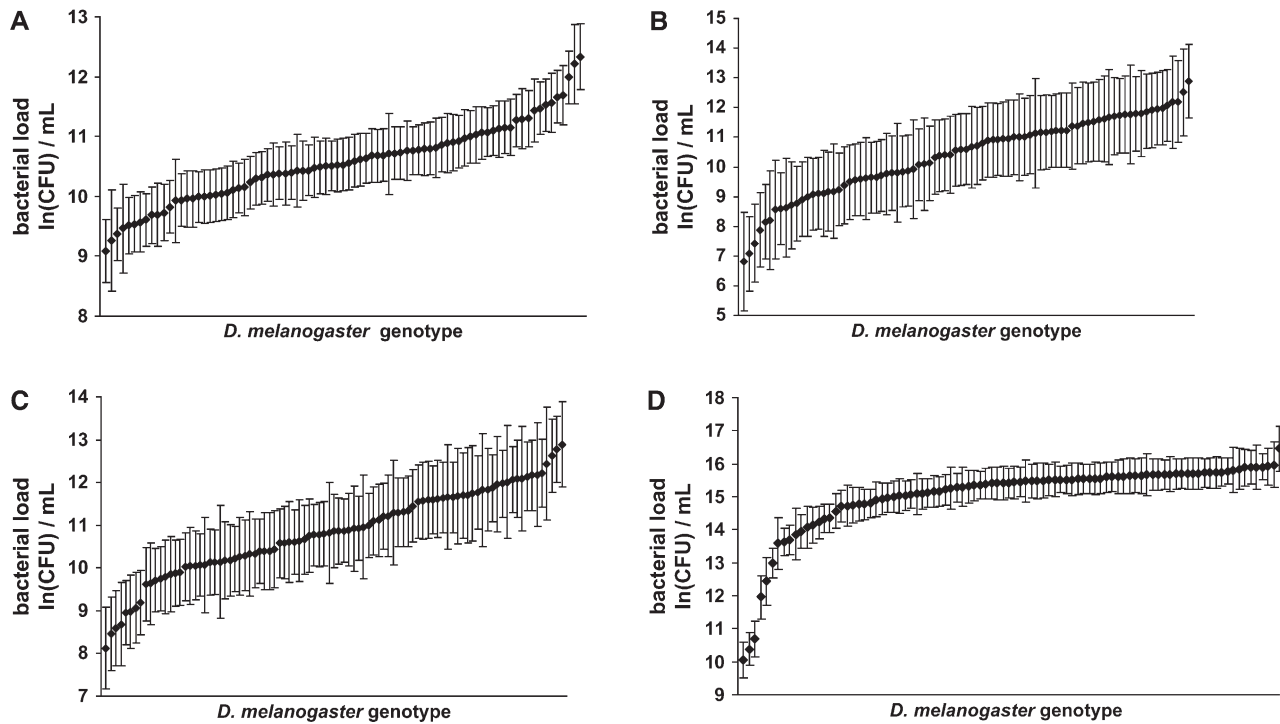 A
bacterial load
ln(CFU) / mL
13
12
11
10
9
8
D. melanogaster genotype
B
bacterial load
ln(CFU) / mL
15
14
13
12
11
10
9
8
7
6
5
D. melanogaster genotype
C
bacterial load
ln(CFU) / mL
14
13
12
11
10
9
8
7
D. melanogaster genotype
D
bacterial load
ln(CFU) / mL
18
17
16
15
14
13
12
11
10
9
D. melanogaster genotype